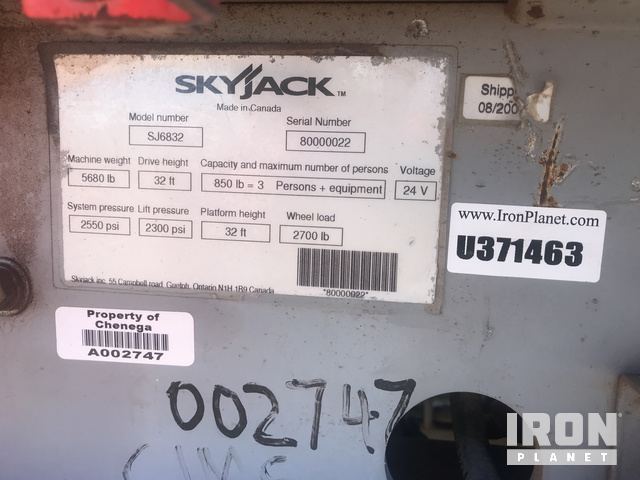 SKYJACK TM
Made in Canada
Model number
SJ6832
Serial Number
80000022
Machine weight
5680 lb
Drive height
32 ft
Capacity and maximum number of persons
850 lb = 3 Persons + equipment
Voltage
24 V
System pressure
2550 psi
Lift pressure
2300 psi
Platform height
32 ft
Wheel load
2700 lb
Skyjack inc. 55 Campbell road, Guelph, Ontario N1H 1B9 Canada
*80000022*
08/200
www.IronPlanet.com
U371463
Property of
Chenega
A002747
002747
IRON
PLANET